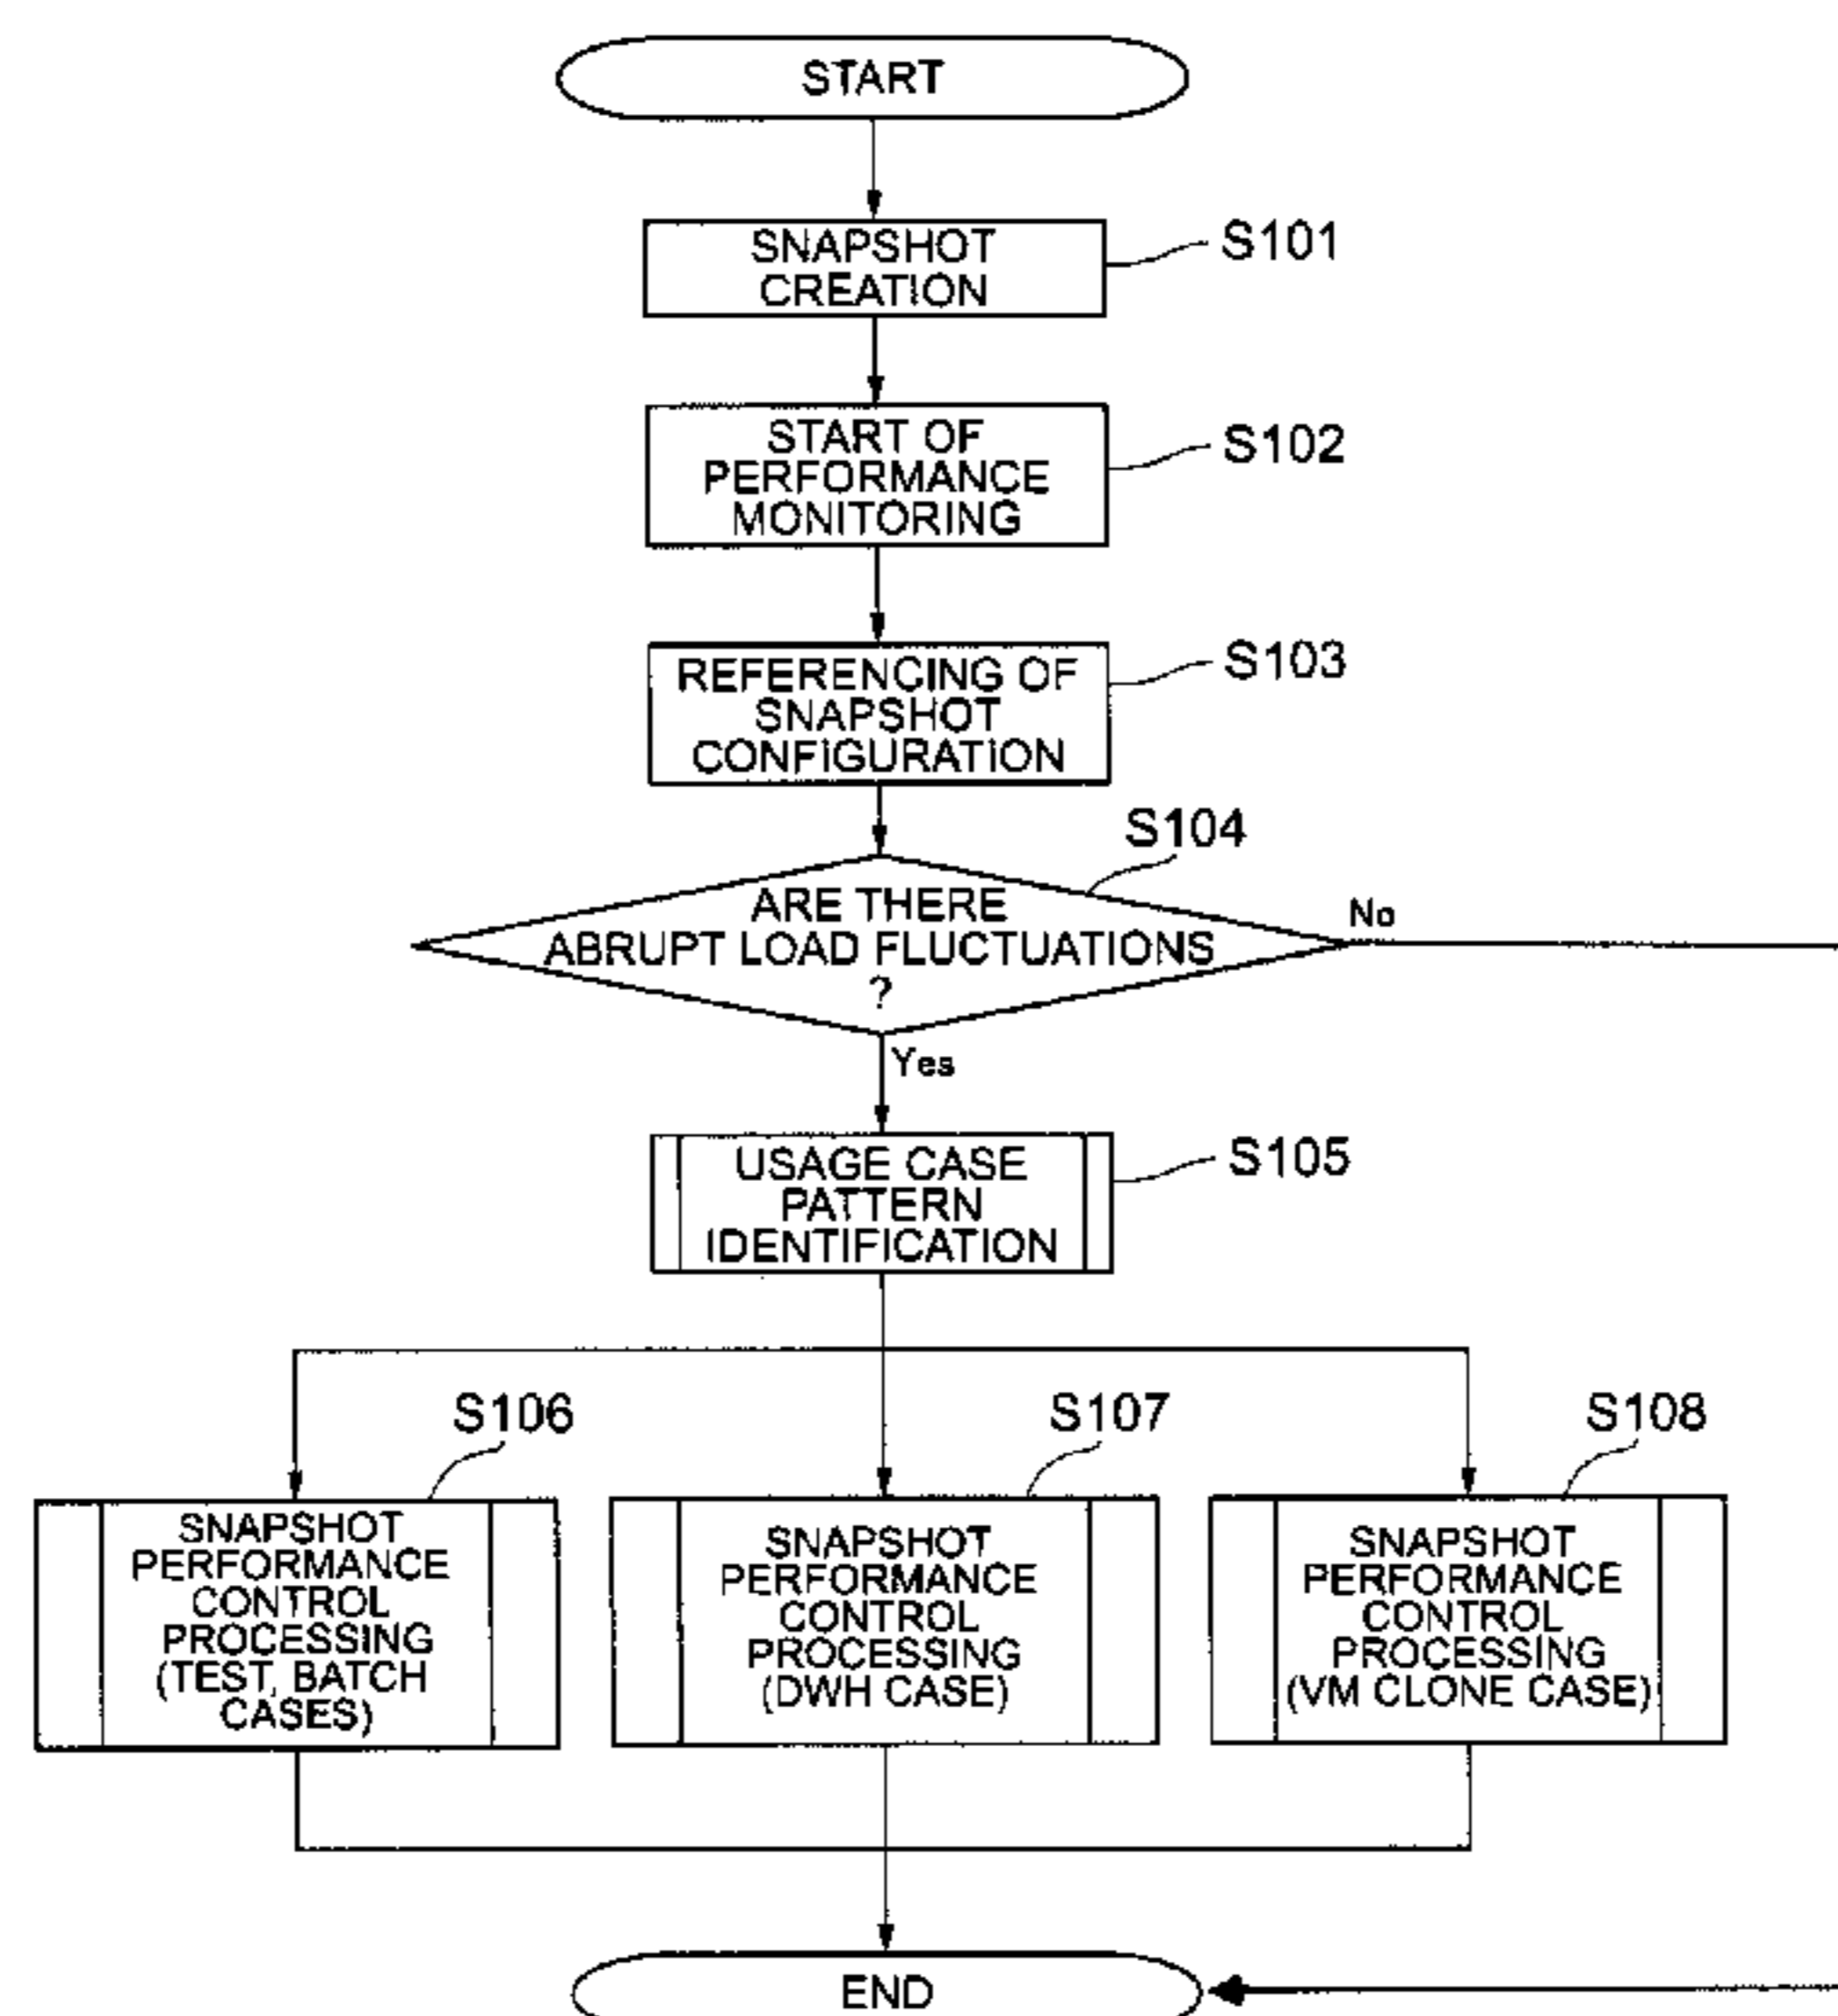 START
SNAPSHOT
CREATION
S101
START OF
PERFORMANCE
MONITORING
S102
REFERENCING OF
SNAPSHOT
CONFIGURATION
S103
S104
ARE THERE
ABRUPT LOAD FLUCTUATIONS
?
No
Yes
USAGE CASE
PATTERN
IDENTIFICATION
S105
S106
SNAPSHOT
PERFORMANCE
CONTROL
PROCESSING
(TEST, BATCH
CASES)
S107
SNAPSHOT
PERFORMANCE
CONTROL
PROCESSING
(DWH CASE)
S108
SNAPSHOT
PERFORMANCE
CONTROL
PROCESSING
(VM CLONE CASE)
END